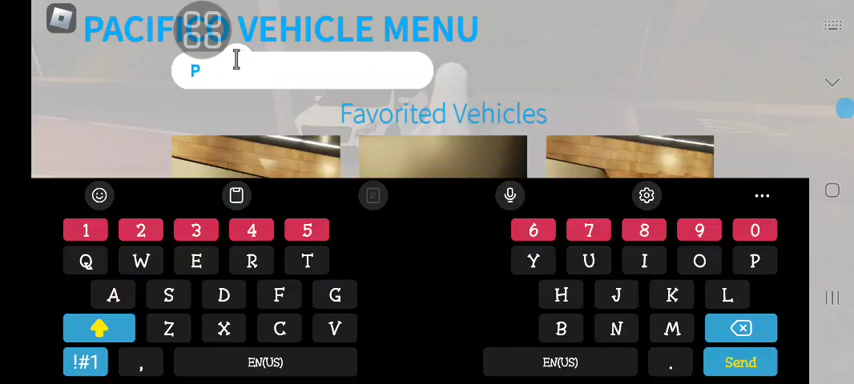 PACIFICO VEHICLE MENU
P
Favorited Vehicles
1 2 3 4 5 6 7 8 9 0
Q W E R T Y U I O P
A S D F G H J K L
Z X C V B N M
!#1 , EN(US) EN(US) . Send